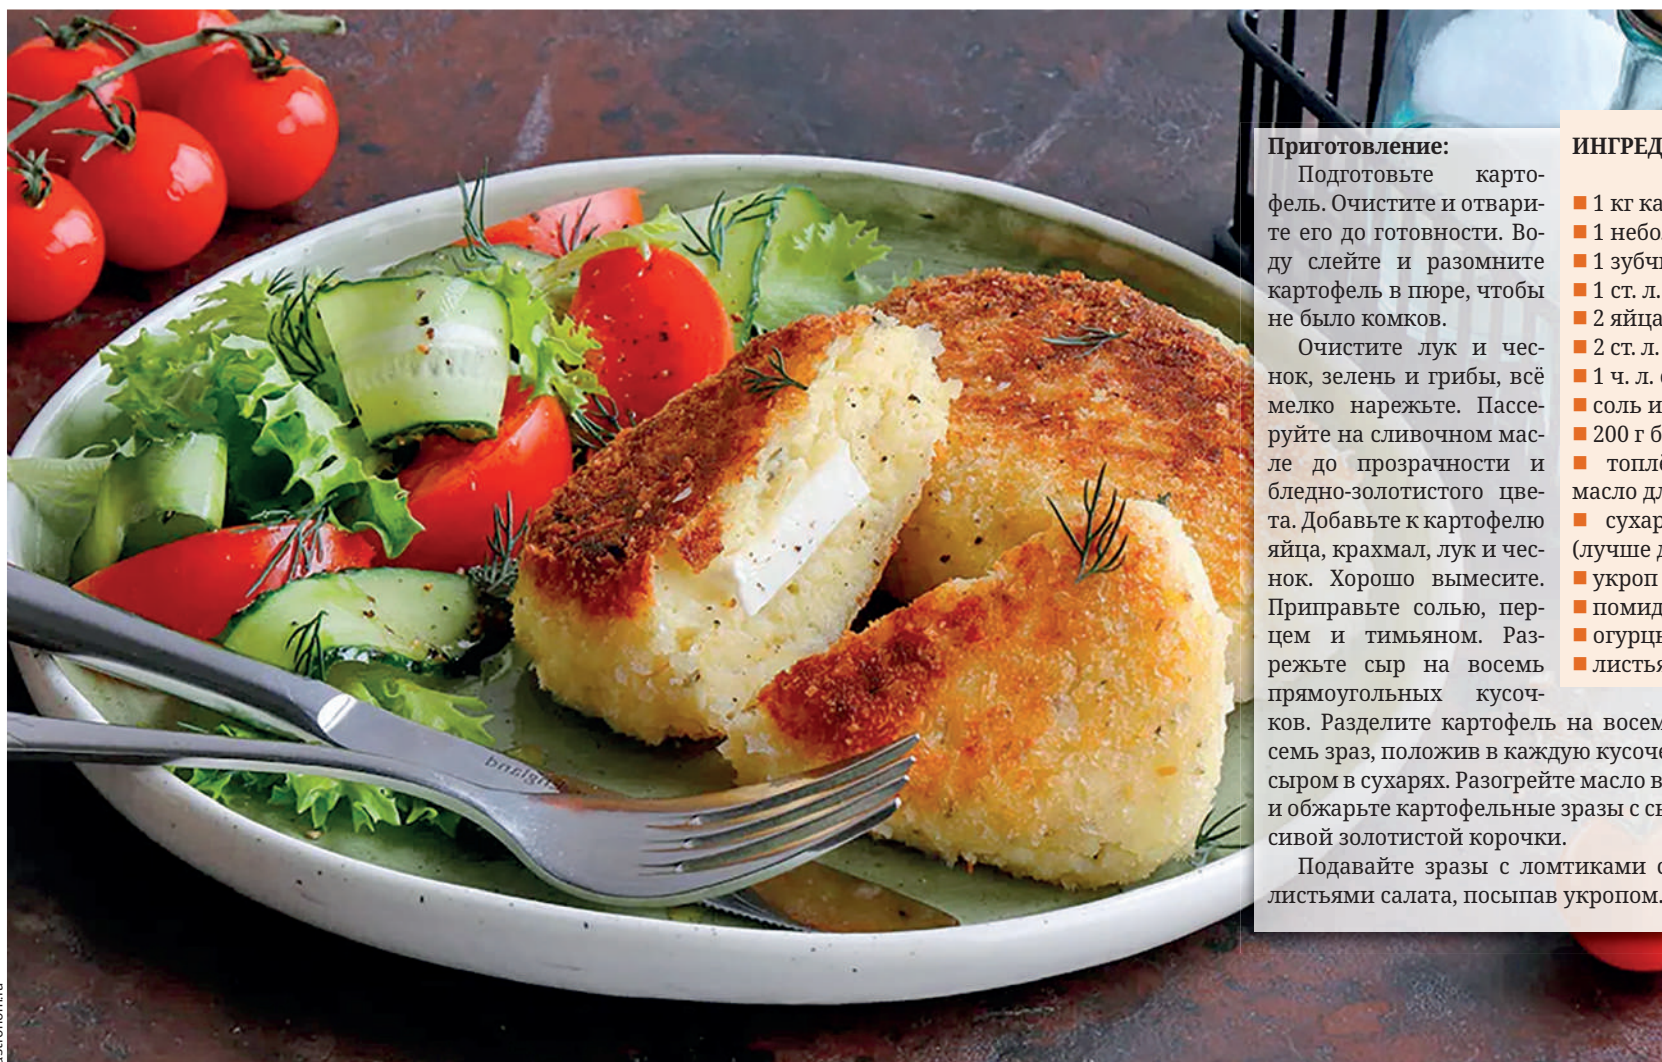 Приготовление:
Подготовьте карто-
фель. Очистите и отвари-
те его до готовности. Во-
ду слейте и разомните
картофель в пюре, чтобы
не было комков.
Очистите лук и чес-
нок, зелень и грибы, всё
мелко нарежьте. Пассе-
руйте на сливочном мас-
ле до прозрачности и
бледно-золотистого цве-
та. Добавьте к картофелю
яйца, крахмал, лук и чес-
нок. Хорошо вымесите.
Приправьте солью, пер-
цем и тимьяном. Раз-
режьте сыр на восемь
прямоугольных кусоч-
ков. Разделите картофель на восем
семь зраз, положив в каждую кусоче
сыром в сухарях. Разогрейте масло в
и обжарьте картофельные зразы с сы
сивой золотистой корочки.
Подавайте зразы с ломтиками
листьями салата, посыпав укропом.
ИНГРЕД
1 кг ка
1 небо
1 зубч
1 ст. л.
2 яйца
2 ст. л.
1 ч. л.
соль и
200 г б
топлё
масло дл
сухар
(лучше д
укроп
помид
огурц
листья